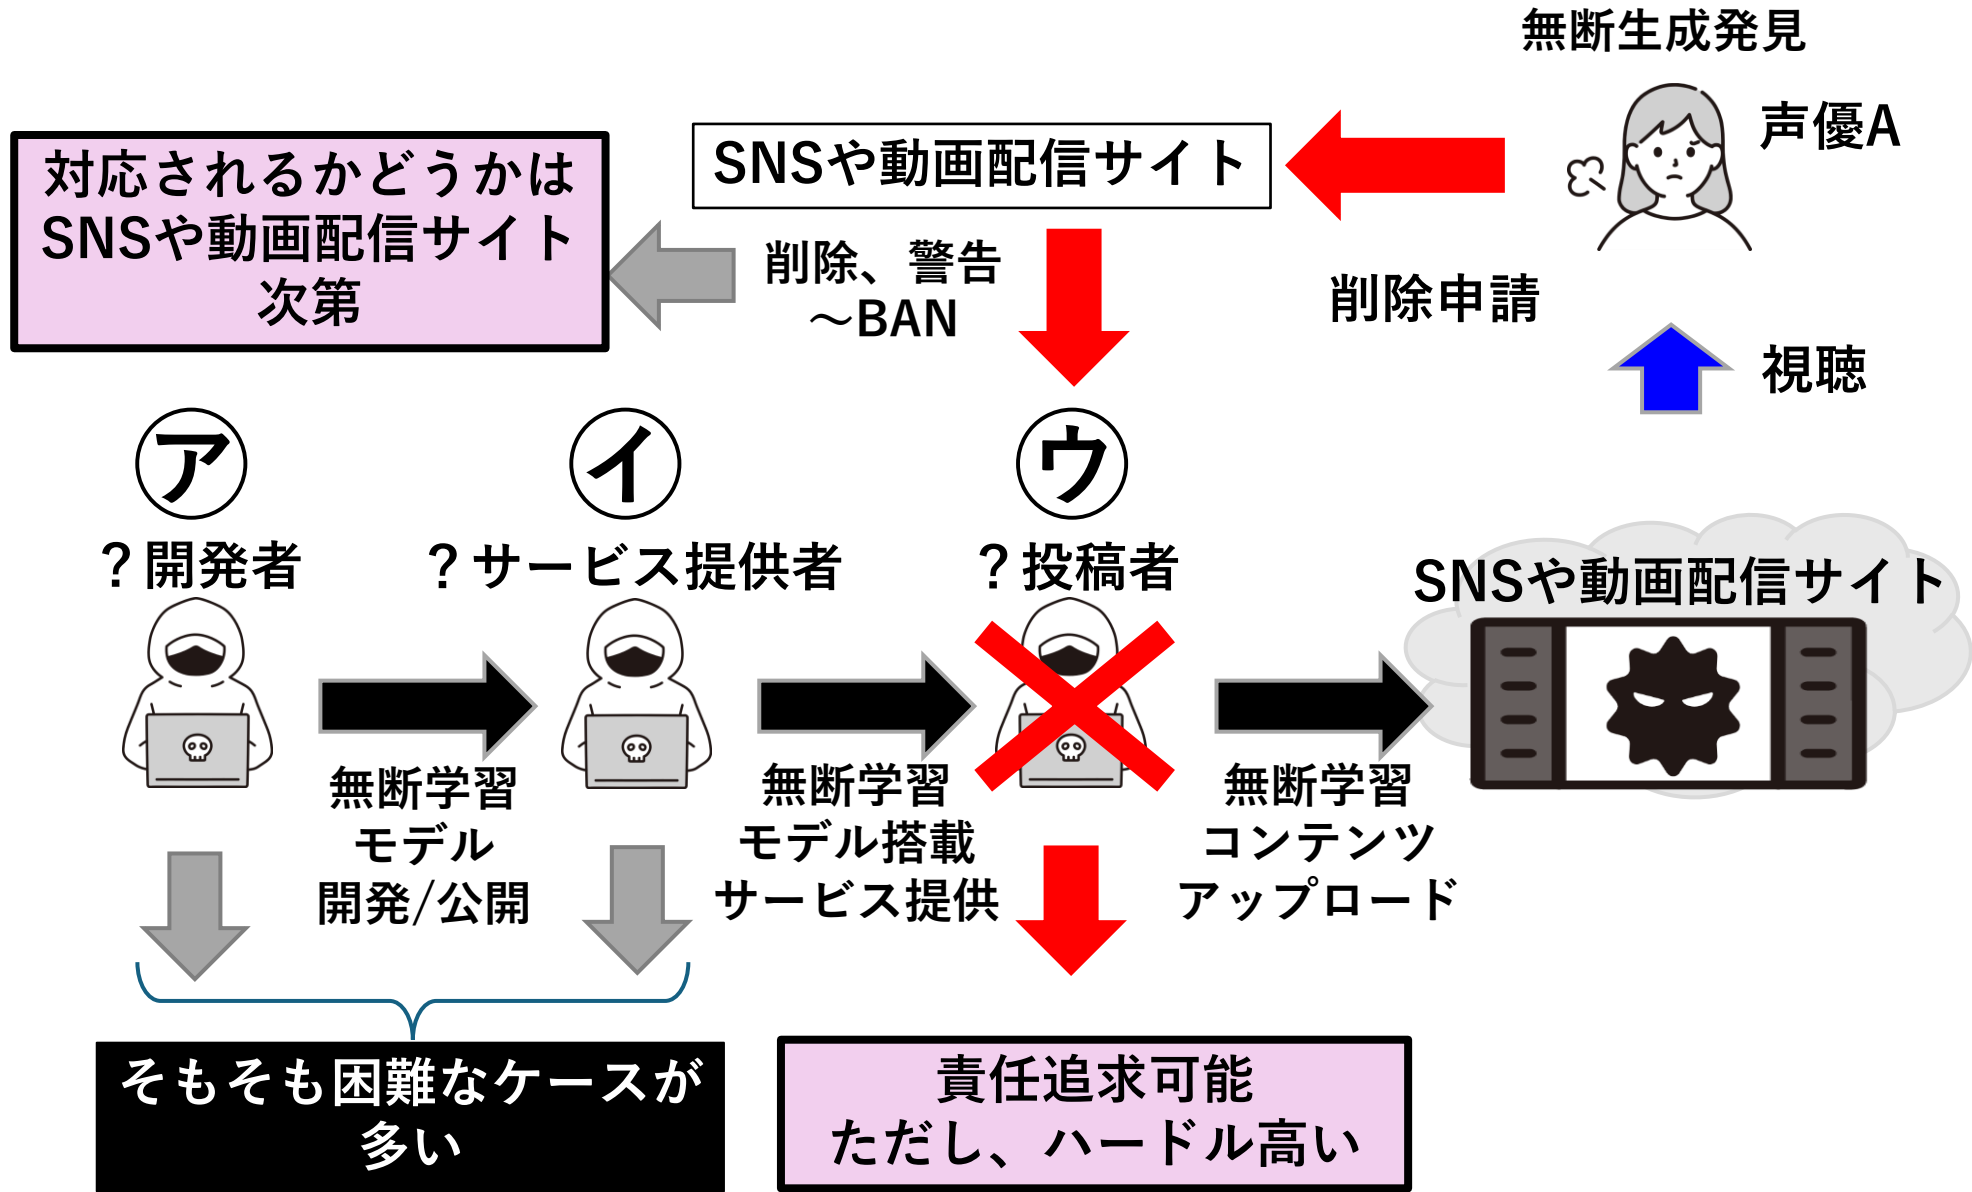 無断生成発見
声優A
SNSや動画配信サイト
対応されるかどうかは
SNSや動画配信サイト
次第
削除、警告
～BAN
削除申請
視聴
ア
イ
ウ
？開発者
？サービス提供者
？投稿者
SNSや動画配信サイト
無断学習
モデル
開発/公開
無断学習
モデル搭載
サービス提供
無断学習
コンテンツ
アップロード
そもそも困難なケースが
多い
責任追求可能
ただし、ハードル高い